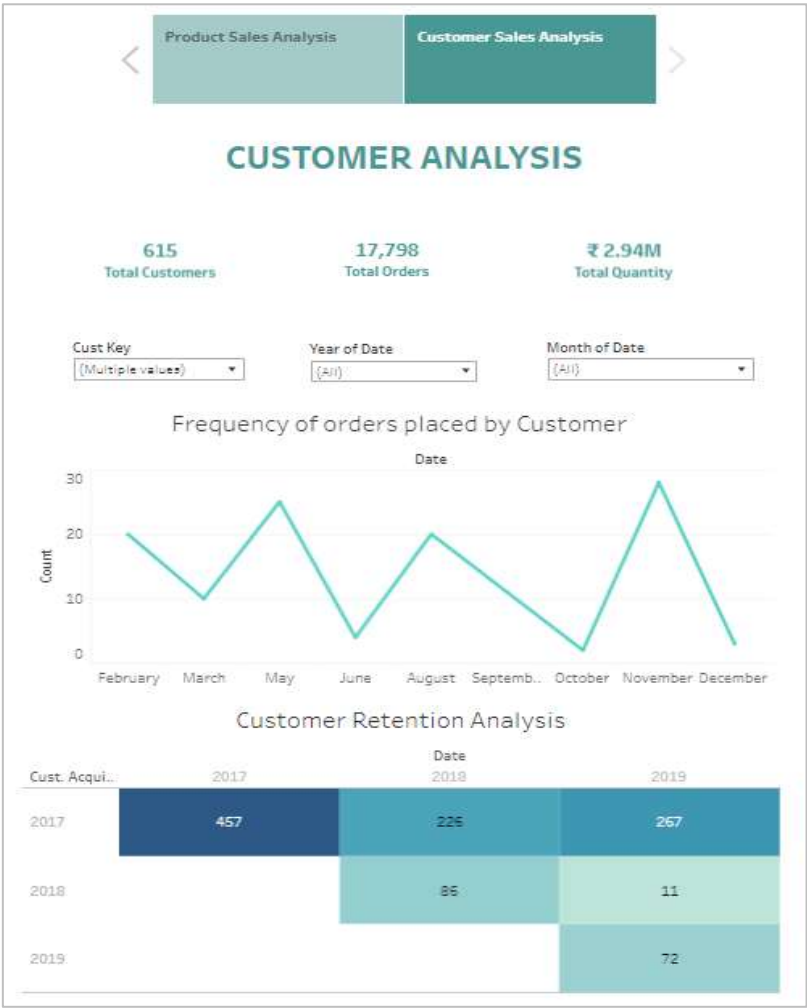 Product Sales Analysis Customer Sales Analysis
CUSTOMER ANALYSIS
615 17,798 ₹ 2.94M
Total Customers Total Orders Total Quantity
Cust Key Year of Date Month of Date
(Multiple values) (All) (All)
Frequency of orders placed by Customer
Date
30
20
10
0
Count
February March May June August Septemb.. October November December
Customer Retention Analysis
Date
Cust. Acqui.. 2017 2018 2019
2017 457 226 267
2018 86 11
2019 72